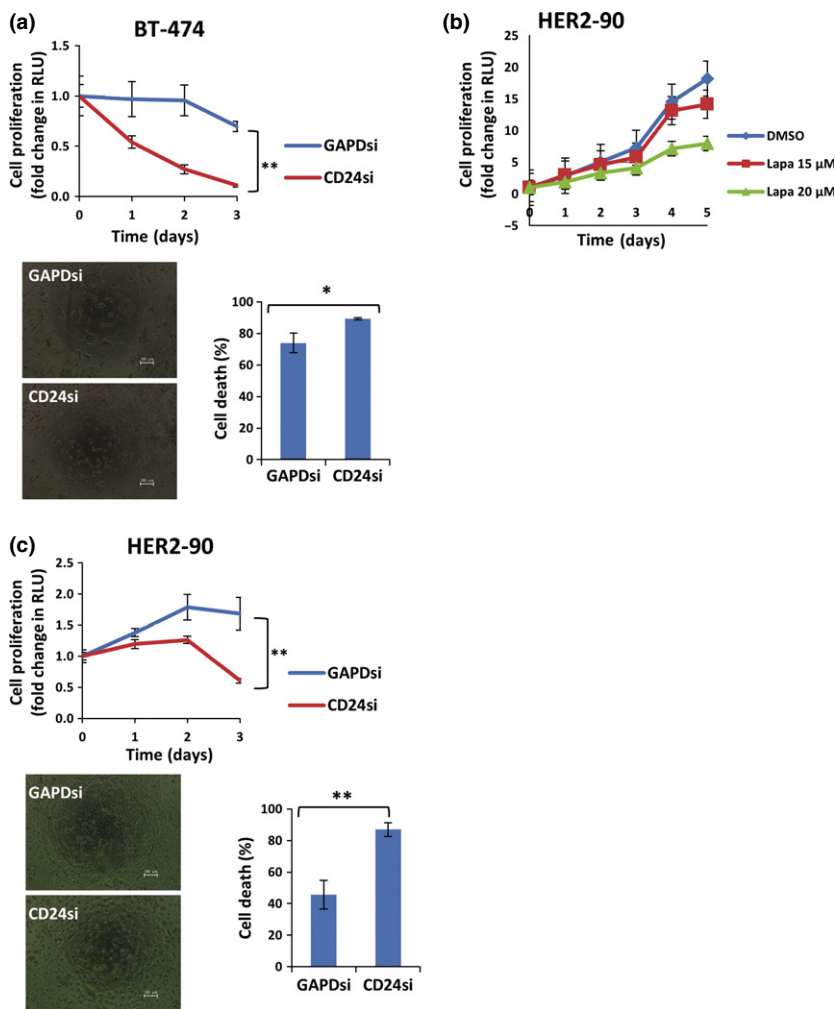 (a)
BT-474
Cell proliferation
(fold change in RLU)
1.5
1.0
0.5
0.0
0 1 2 3
Time (days)
GAPDsi
CD24si
**
GAPDsi
CD24si
Cell death (%)
100
80
60
40
20
0
*
GAPDsi CD24si
(b)
HER2-90
Cell proliferation
(fold change in RLU)
25
20
15
10
5
0
−5
0 1 2 3 4 5
Time (days)
DMSO
Lapa 15 µM
Lapa 20 µM
(c)
HER2-90
Cell proliferation
(fold change in RLU)
2.5
2.0
1.5
1.0
0.5
0.0
0 1 2 3
Time (days)
**
GAPDsi
CD24si
GAPDsi
CD24si
Cell death (%)
100
80
60
40
20
0
**
GAPDsi CD24si